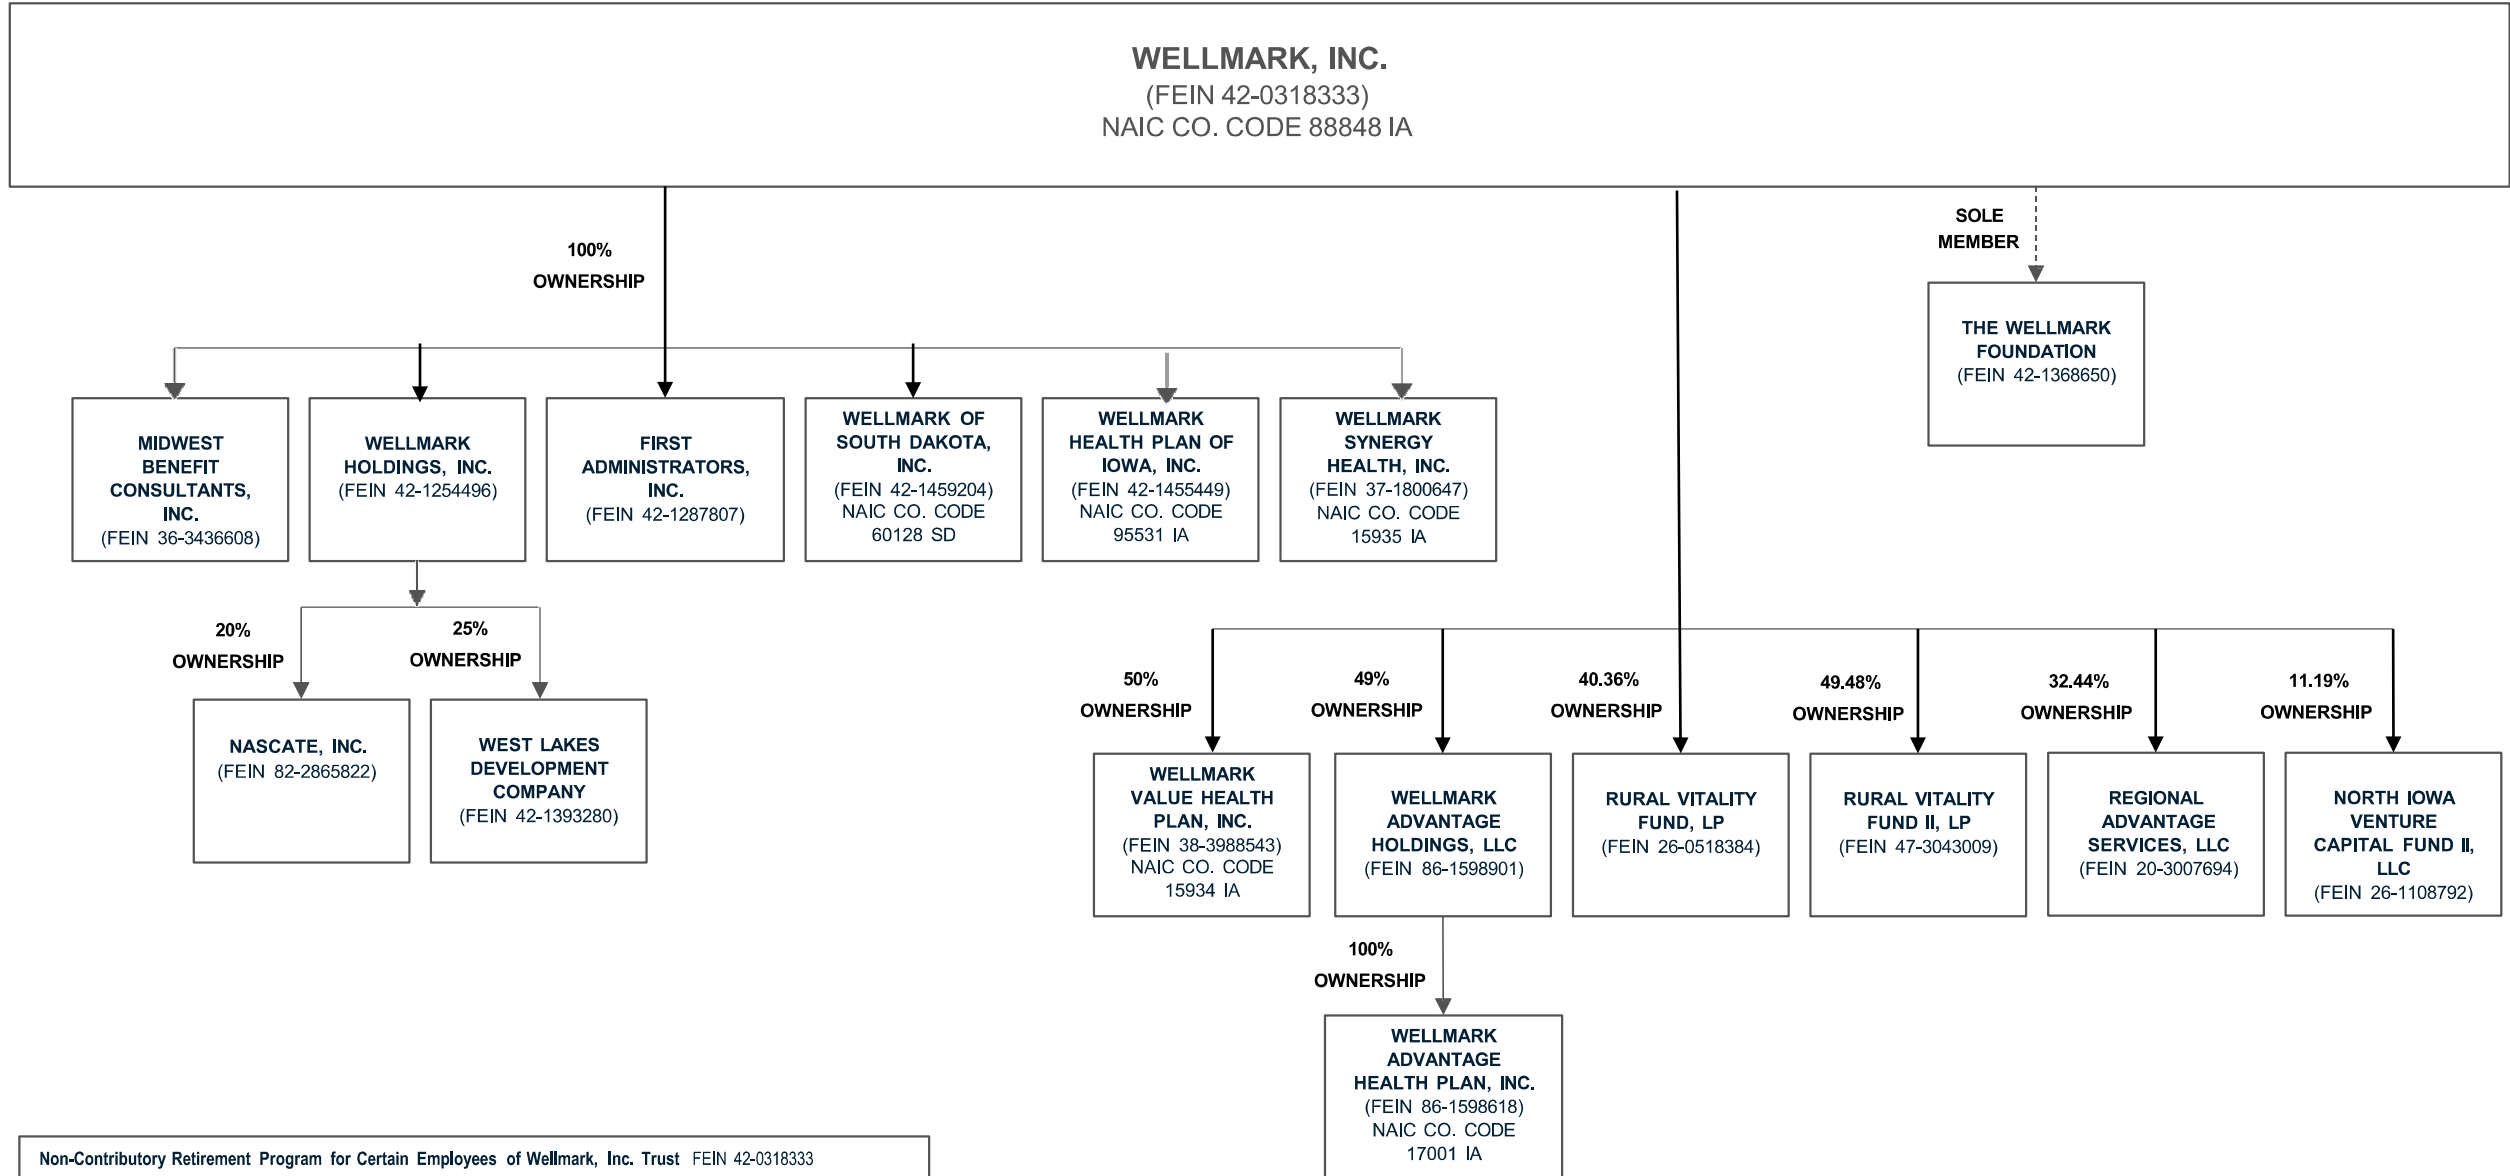 WELLMARK, INC.
(FEIN 42-0318333)
NAIC CO. CODE 88848 IA
100%
OWNERSHIP
SOLE
MEMBER
THE WELLMARK
FOUNDATION
(FEIN 42-1368650)
MIDWEST
BENEFIT
CONSULTANTS,
INC.
(FEIN 36-3436608)
WELLMARK
HOLDINGS, INC.
(FEIN 42-1254496)
FIRST
ADMINISTRATORS,
INC.
(FEIN 42-1287807)
WELLMARK OF
SOUTH DAKOTA,
INC.
(FEIN 42-1459204)
NAIC CO. CODE
60128 SD
WELLMARK
HEALTH PLAN OF
IOWA, INC.
(FEIN 42-1455449)
NAIC CO. CODE
95531 IA
WELLMARK
SYNERGY
HEALTH, INC.
(FEIN 37-1800647)
NAIC CO. CODE
15935 IA
20%
OWNERSHIP
25%
OWNERSHIP
NASCATE, INC.
(FEIN 82-2865822)
WEST LAKES
DEVELOPMENT
COMPANY
(FEIN 42-1393280)
50%
OWNERSHIP
49%
OWNERSHIP
40.36%
OWNERSHIP
49.48%
OWNERSHIP
32.44%
OWNERSHIP
11.19%
OWNERSHIP
WELLMARK
VALUE HEALTH
PLAN, INC.
(FEIN 38-3988543)
NAIC CO. CODE
15934 IA
WELLMARK
ADVANTAGE
HOLDINGS, LLC
(FEIN 86-1598901)
RURAL VITALITY
FUND, LP
(FEIN 26-0518384)
RURAL VITALITY
FUND II, LP
(FEIN 47-3043009)
REGIONAL
ADVANTAGE
SERVICES, LLC
(FEIN 20-3007694)
NORTH IOWA
VENTURE
CAPITAL FUND II,
LLC
(FEIN 26-1108792)
100%
OWNERSHIP
WELLMARK
ADVANTAGE
HEALTH PLAN, INC.
(FEIN 86-1598618)
NAIC CO. CODE
17001 IA
Non-Contributory Retirement Program for Certain Employees of Wellmark, Inc. Trust FEIN 42-0318333